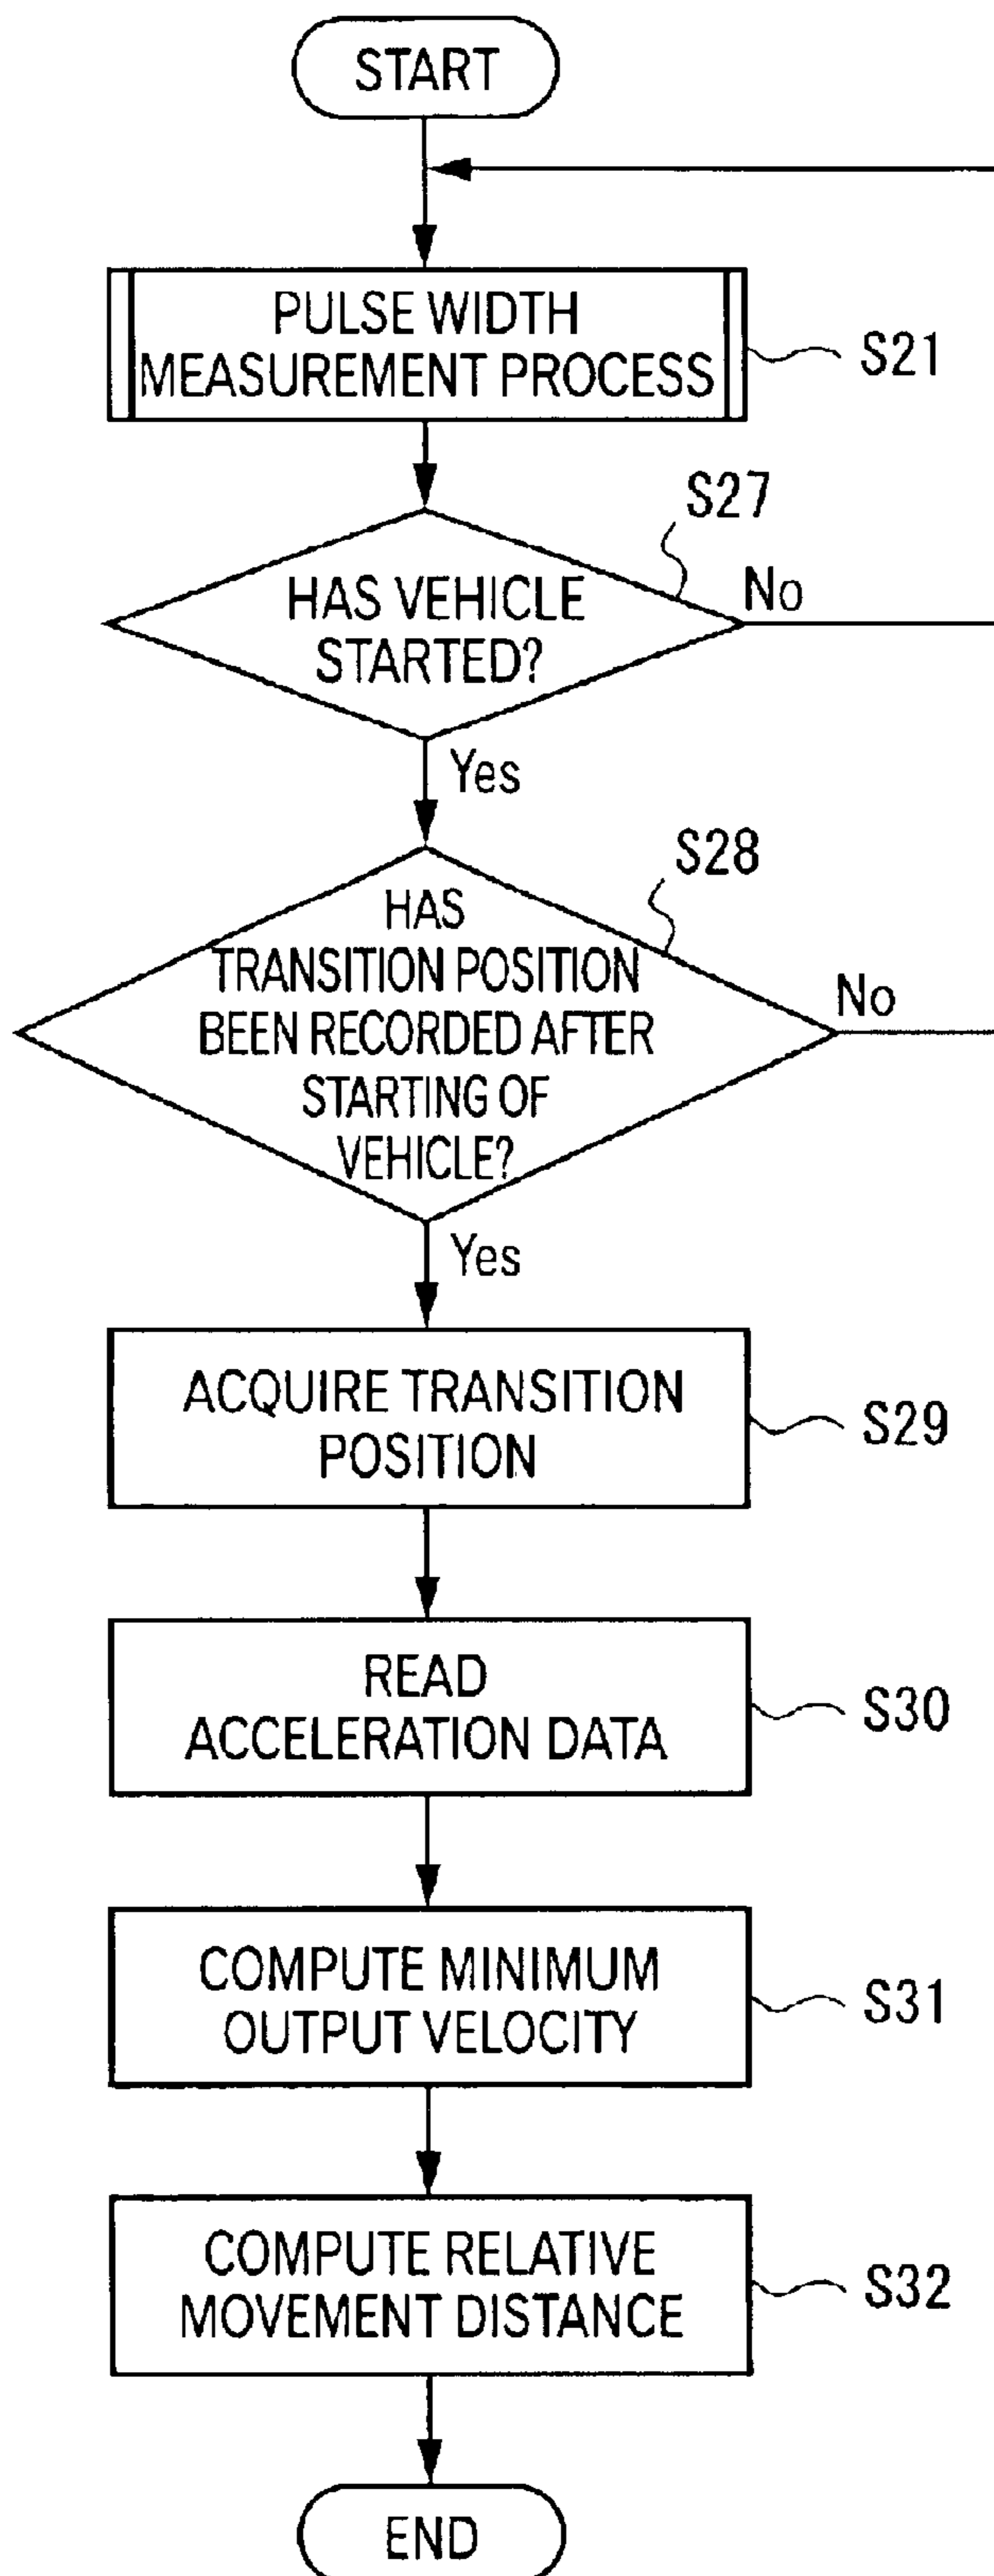 START
PULSE WIDTH
MEASUREMENT PROCESS
S21
S27
HAS VEHICLE
STARTED?
No
Yes
S28
HAS
TRANSITION POSITION
BEEN RECORDED AFTER
STARTING OF
VEHICLE?
No
Yes
ACQUIRE TRANSITION
POSITION
S29
READ
ACCELERATION DATA
S30
COMPUTE MINIMUM
OUTPUT VELOCITY
S31
COMPUTE RELATIVE
MOVEMENT DISTANCE
S32
END